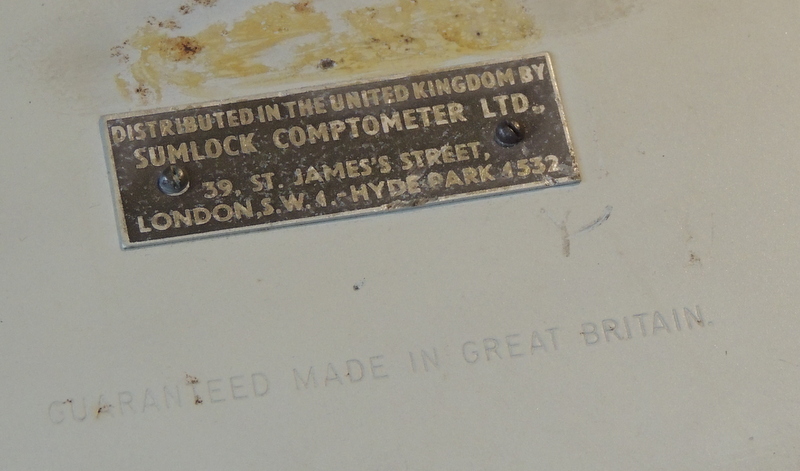 DISTRIBUTED IN THE UNITED KINGDOM BY
SUMLOCK COMPTOMETER LTD.,
39, ST. JAMES'S STREET,
LONDON, S.W.1.-HYDE PARK 4532
GUARANTEED MADE IN GREAT BRITAIN.